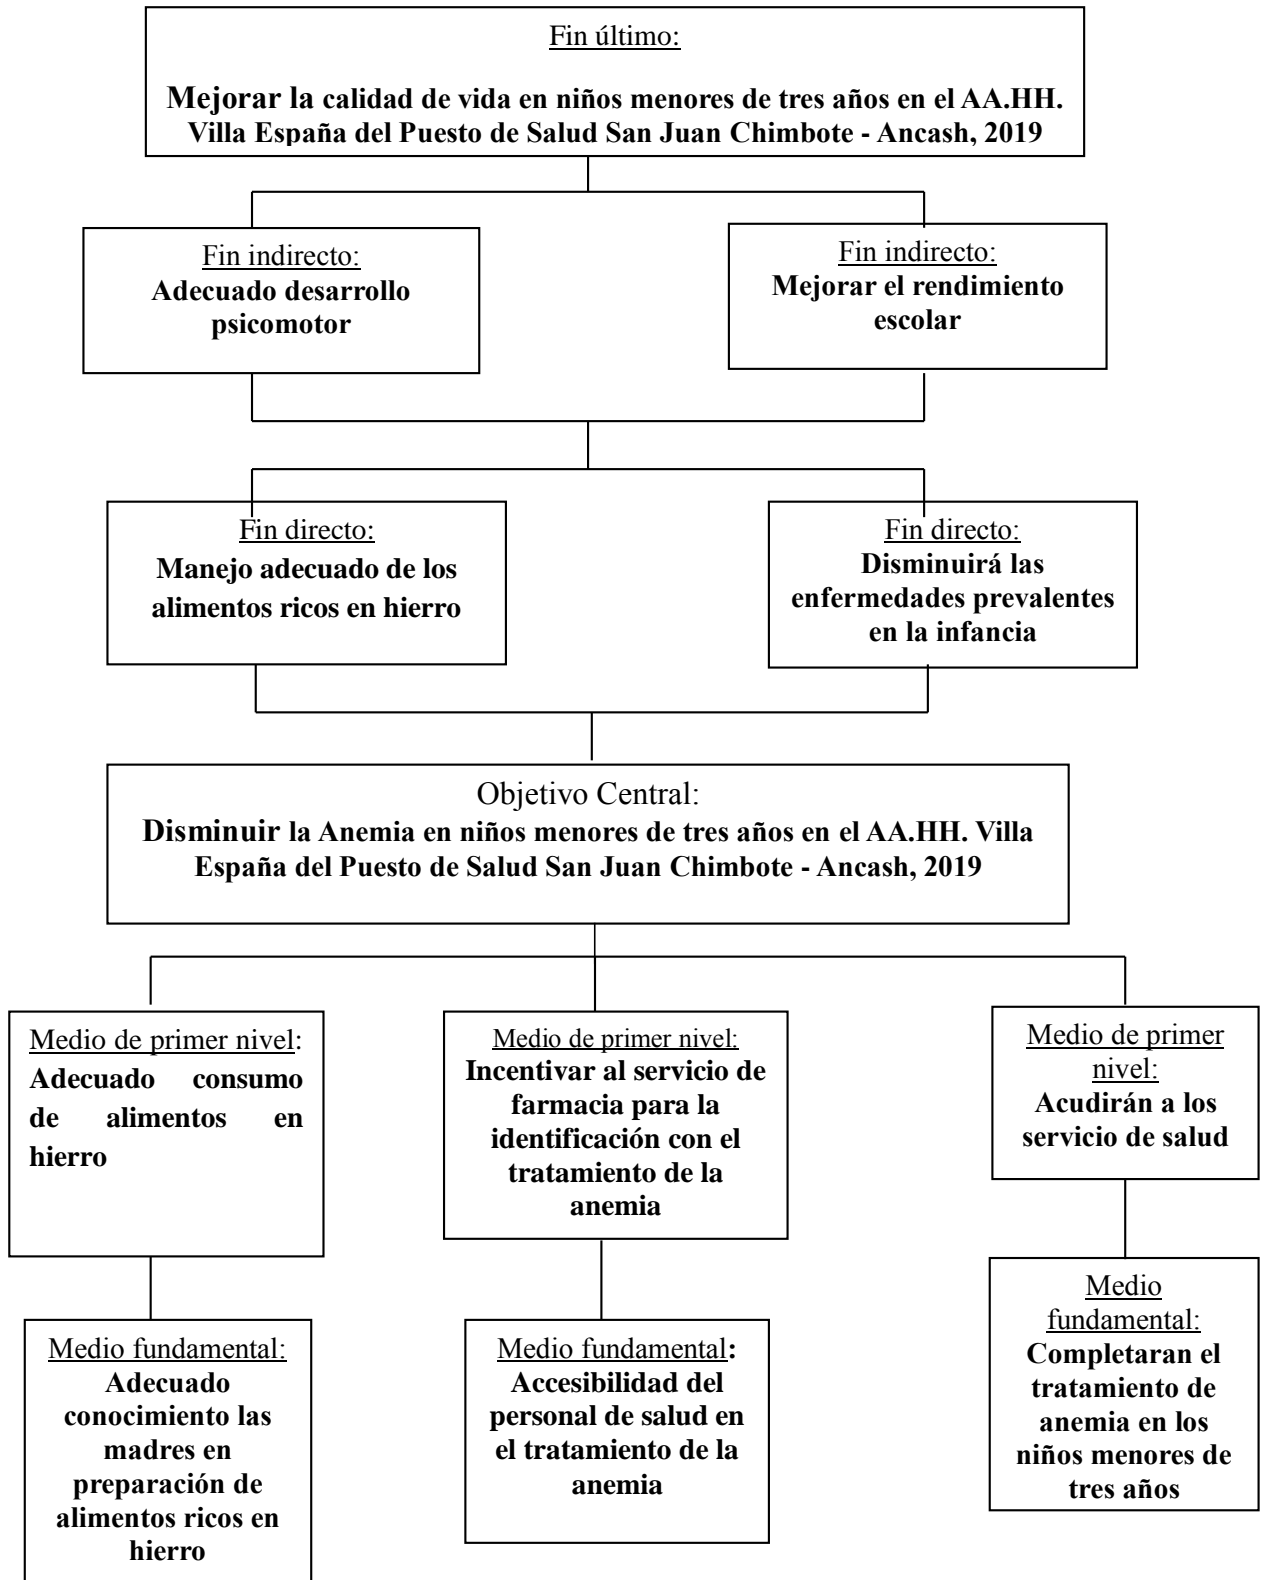 Fin último:
Mejorar la calidad de vida en niños menores de tres años en el AA.HH.
Villa España del Puesto de Salud San Juan Chimbote - Ancash, 2019
Fin indirecto:
Adecuado desarrollo
psicomotor
Fin indirecto:
Mejorar el rendimiento
escolar
Fin directo:
Manejo adecuado de los
alimentos ricos en hierro
Fin directo:
Disminuirá las
enfermedades prevalentes
en la infancia
Objetivo Central:
Disminuir la Anemia en niños menores de tres años en el AA.HH. Villa
España del Puesto de Salud San Juan Chimbote - Ancash, 2019
Medio de primer nivel:
Adecuado consumo
de alimentos en
hierro
Medio de primer nivel:
Incentivar al servicio de
farmacia para la
identificación con el
tratamiento de la
anemia
Medio de primer
nivel:
Acudirán a los
servicio de salud
Medio fundamental:
Adecuado
conocimiento las
madres en
preparación de
alimentos ricos en
hierro
Medio fundamental:
Accesibilidad del
personal de salud en
el tratamiento de la
anemia
Medio
fundamental:
Completaran el
tratamiento de
anemia en los
niños menores de
tres años